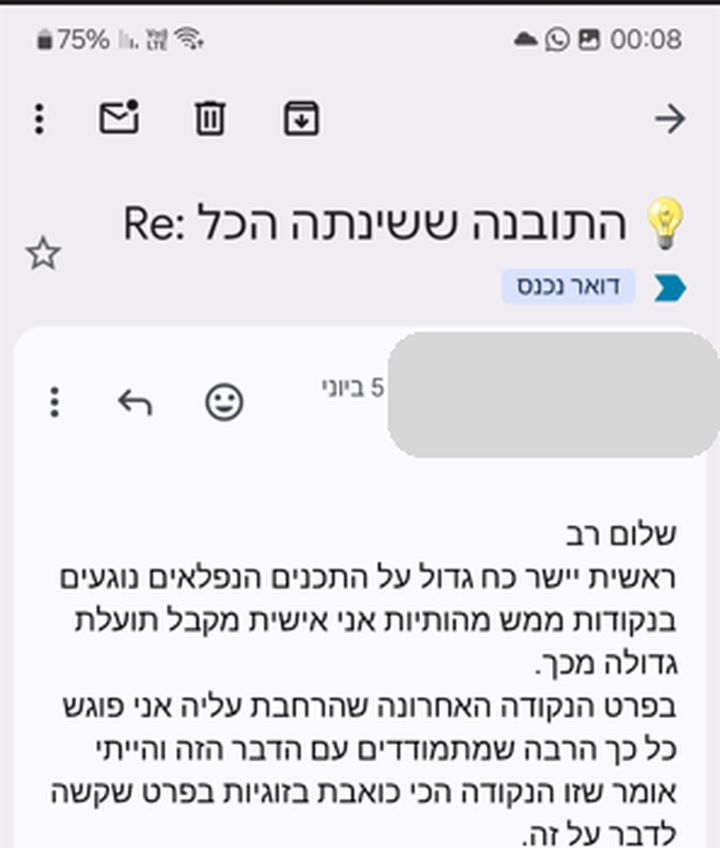 75% 00:08
התובנה ששינתה הכל Re:
דואר נכנס
5 ביוני
שלום רב
ראשית יישר כח גדול על התכנים הנפלאים נוגעים
בנקודות ממש מהותיות אני אישית מקבל תועלת
גדולה מכך.
בפרט הנקודה האחרונה שהרחבת עליה אני פוגש
כל כך הרבה שמתמודדים עם הדבר הזה והייתי
אומר שזו הנקודה הכי כואבת בזוגיות בפרט שקשה
לדבר על זה.